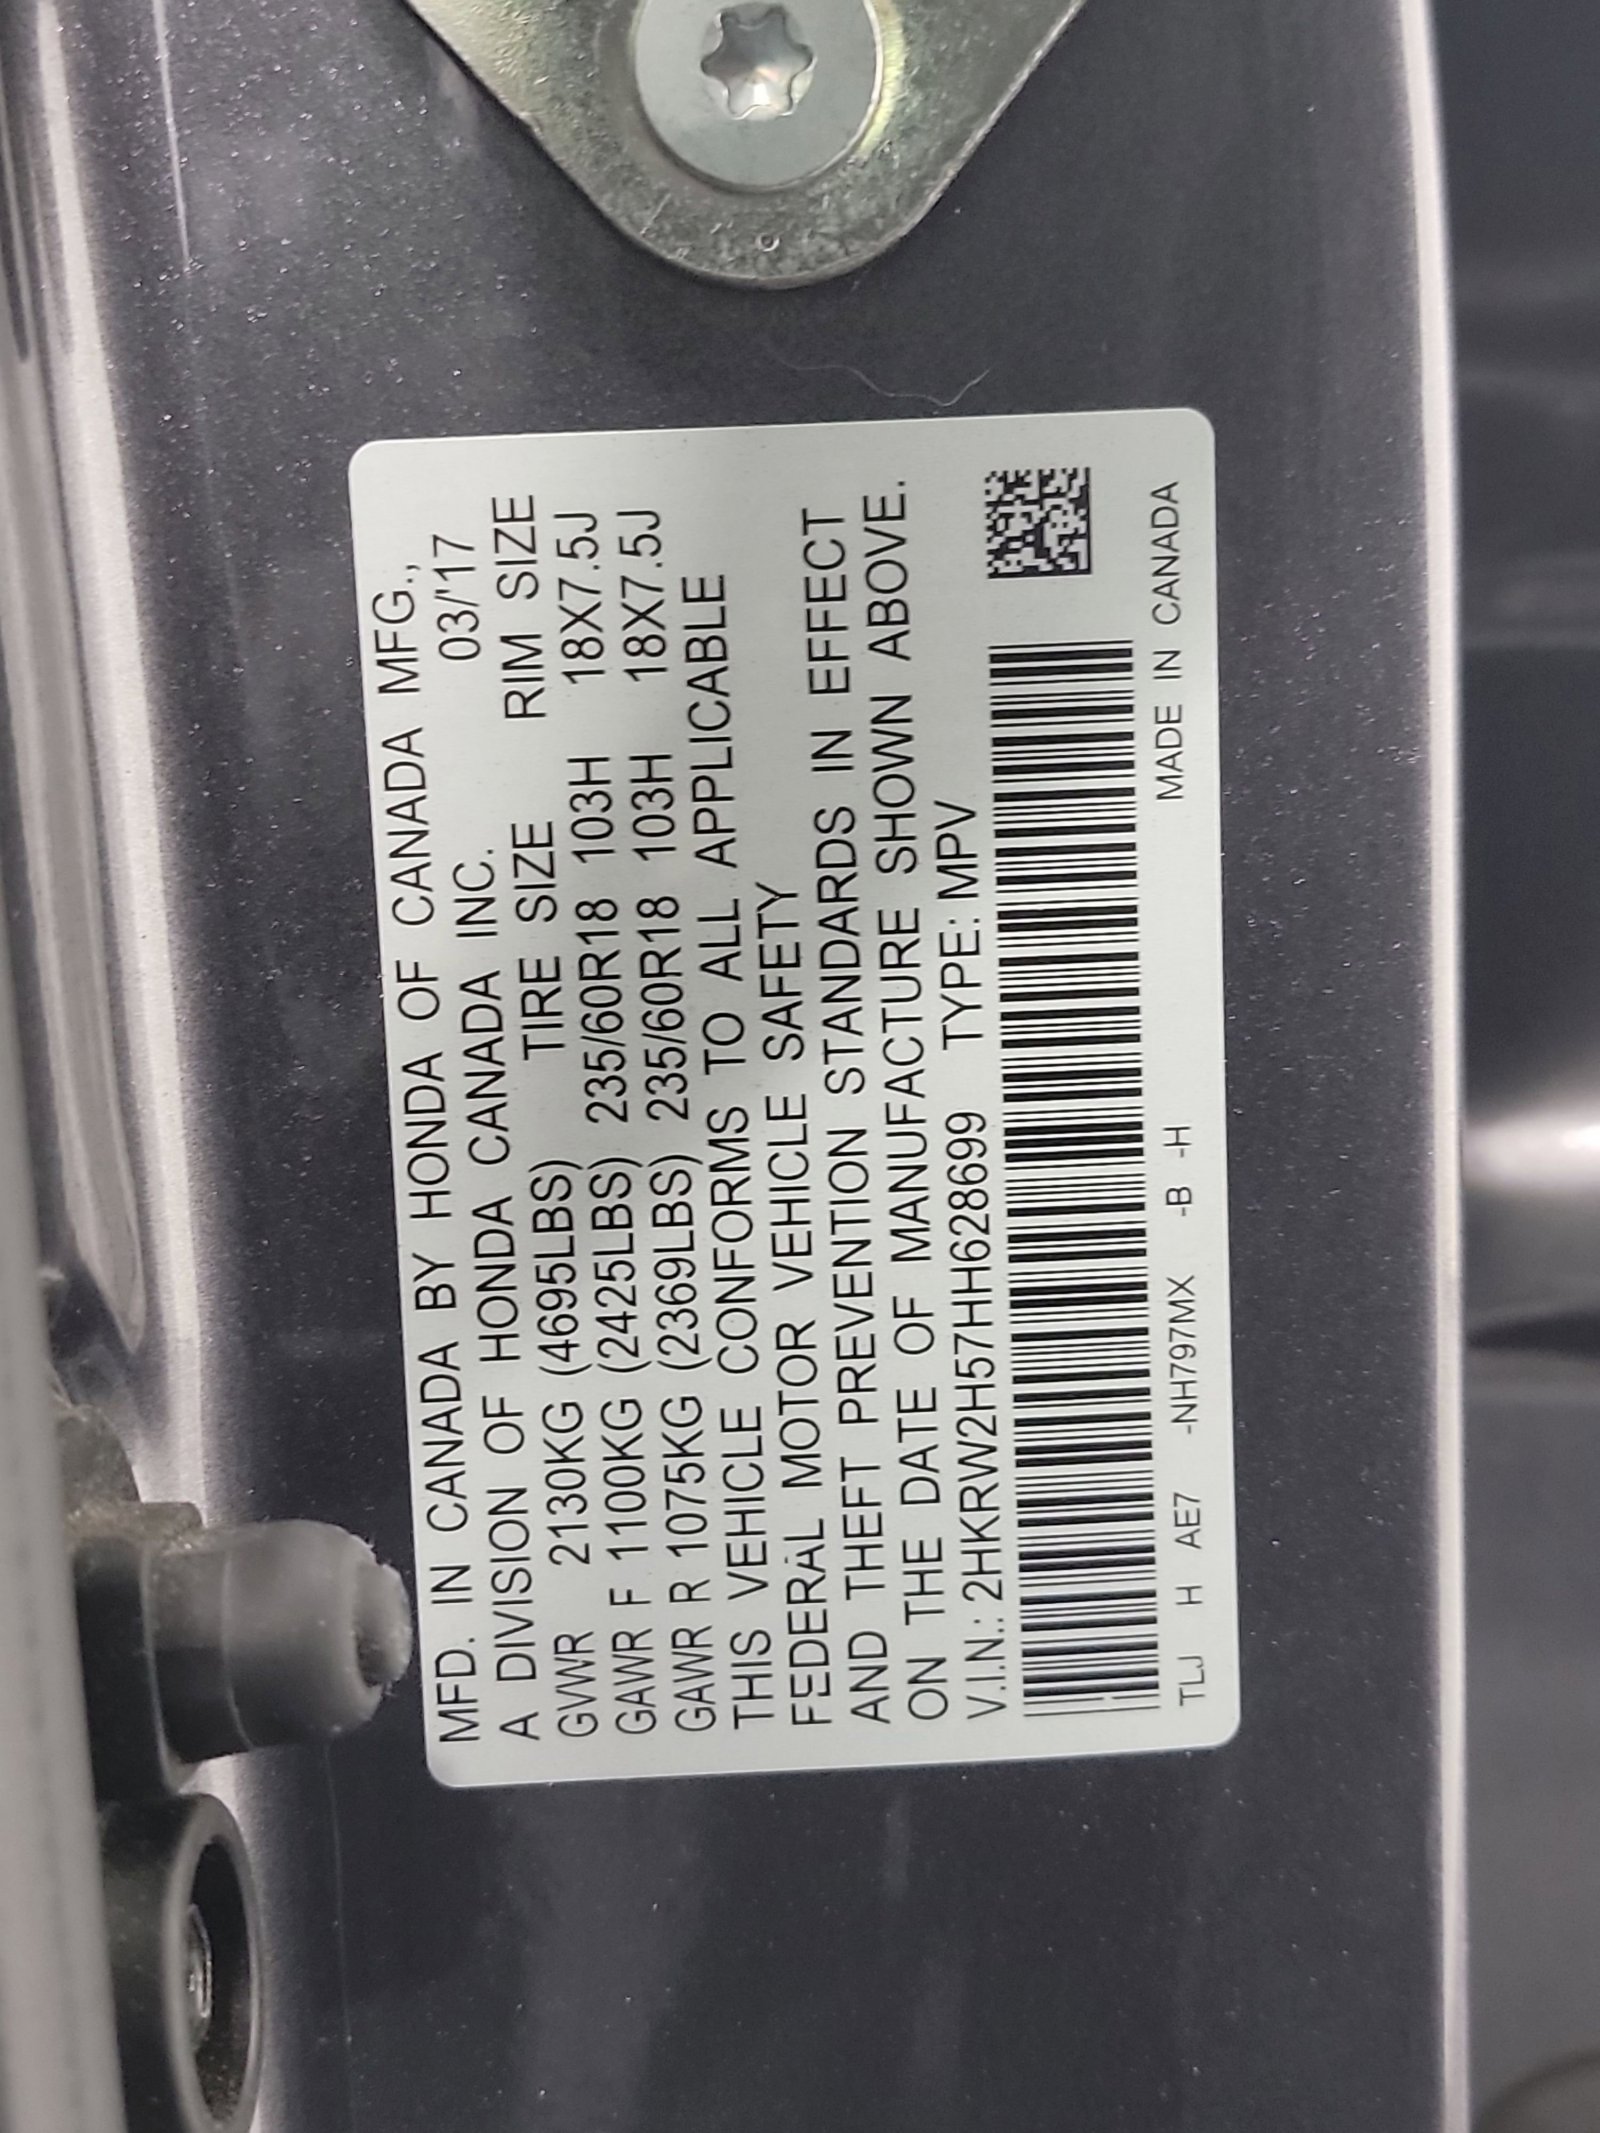 MFD. IN CANADA BY HONDA OF CANADA MFG.,
A DIVISION OF HONDA CANADA INC. 03/'17
TIRE SIZE RIM SIZE
GVWR 2130KG (4695LBS) 235/60R18 103H 18X7.5J
GAWR F 1100KG (2425LBS) 235/60R18 103H 18X7.5J
GAWR R 1075KG (2369LBS)
THIS VEHICLE CONFORMS TO ALL APPLICABLE
FEDERAL MOTOR VEHICLE SAFETY
AND THEFT PREVENTION STANDARDS IN EFFECT
ON THE DATE OF MANUFACTURE SHOWN ABOVE.
V.I.N.: 2HKRW2H57HH628699 TYPE: MPV
TLJ H AE7 -NH797MX -B -H MADE IN CANADA